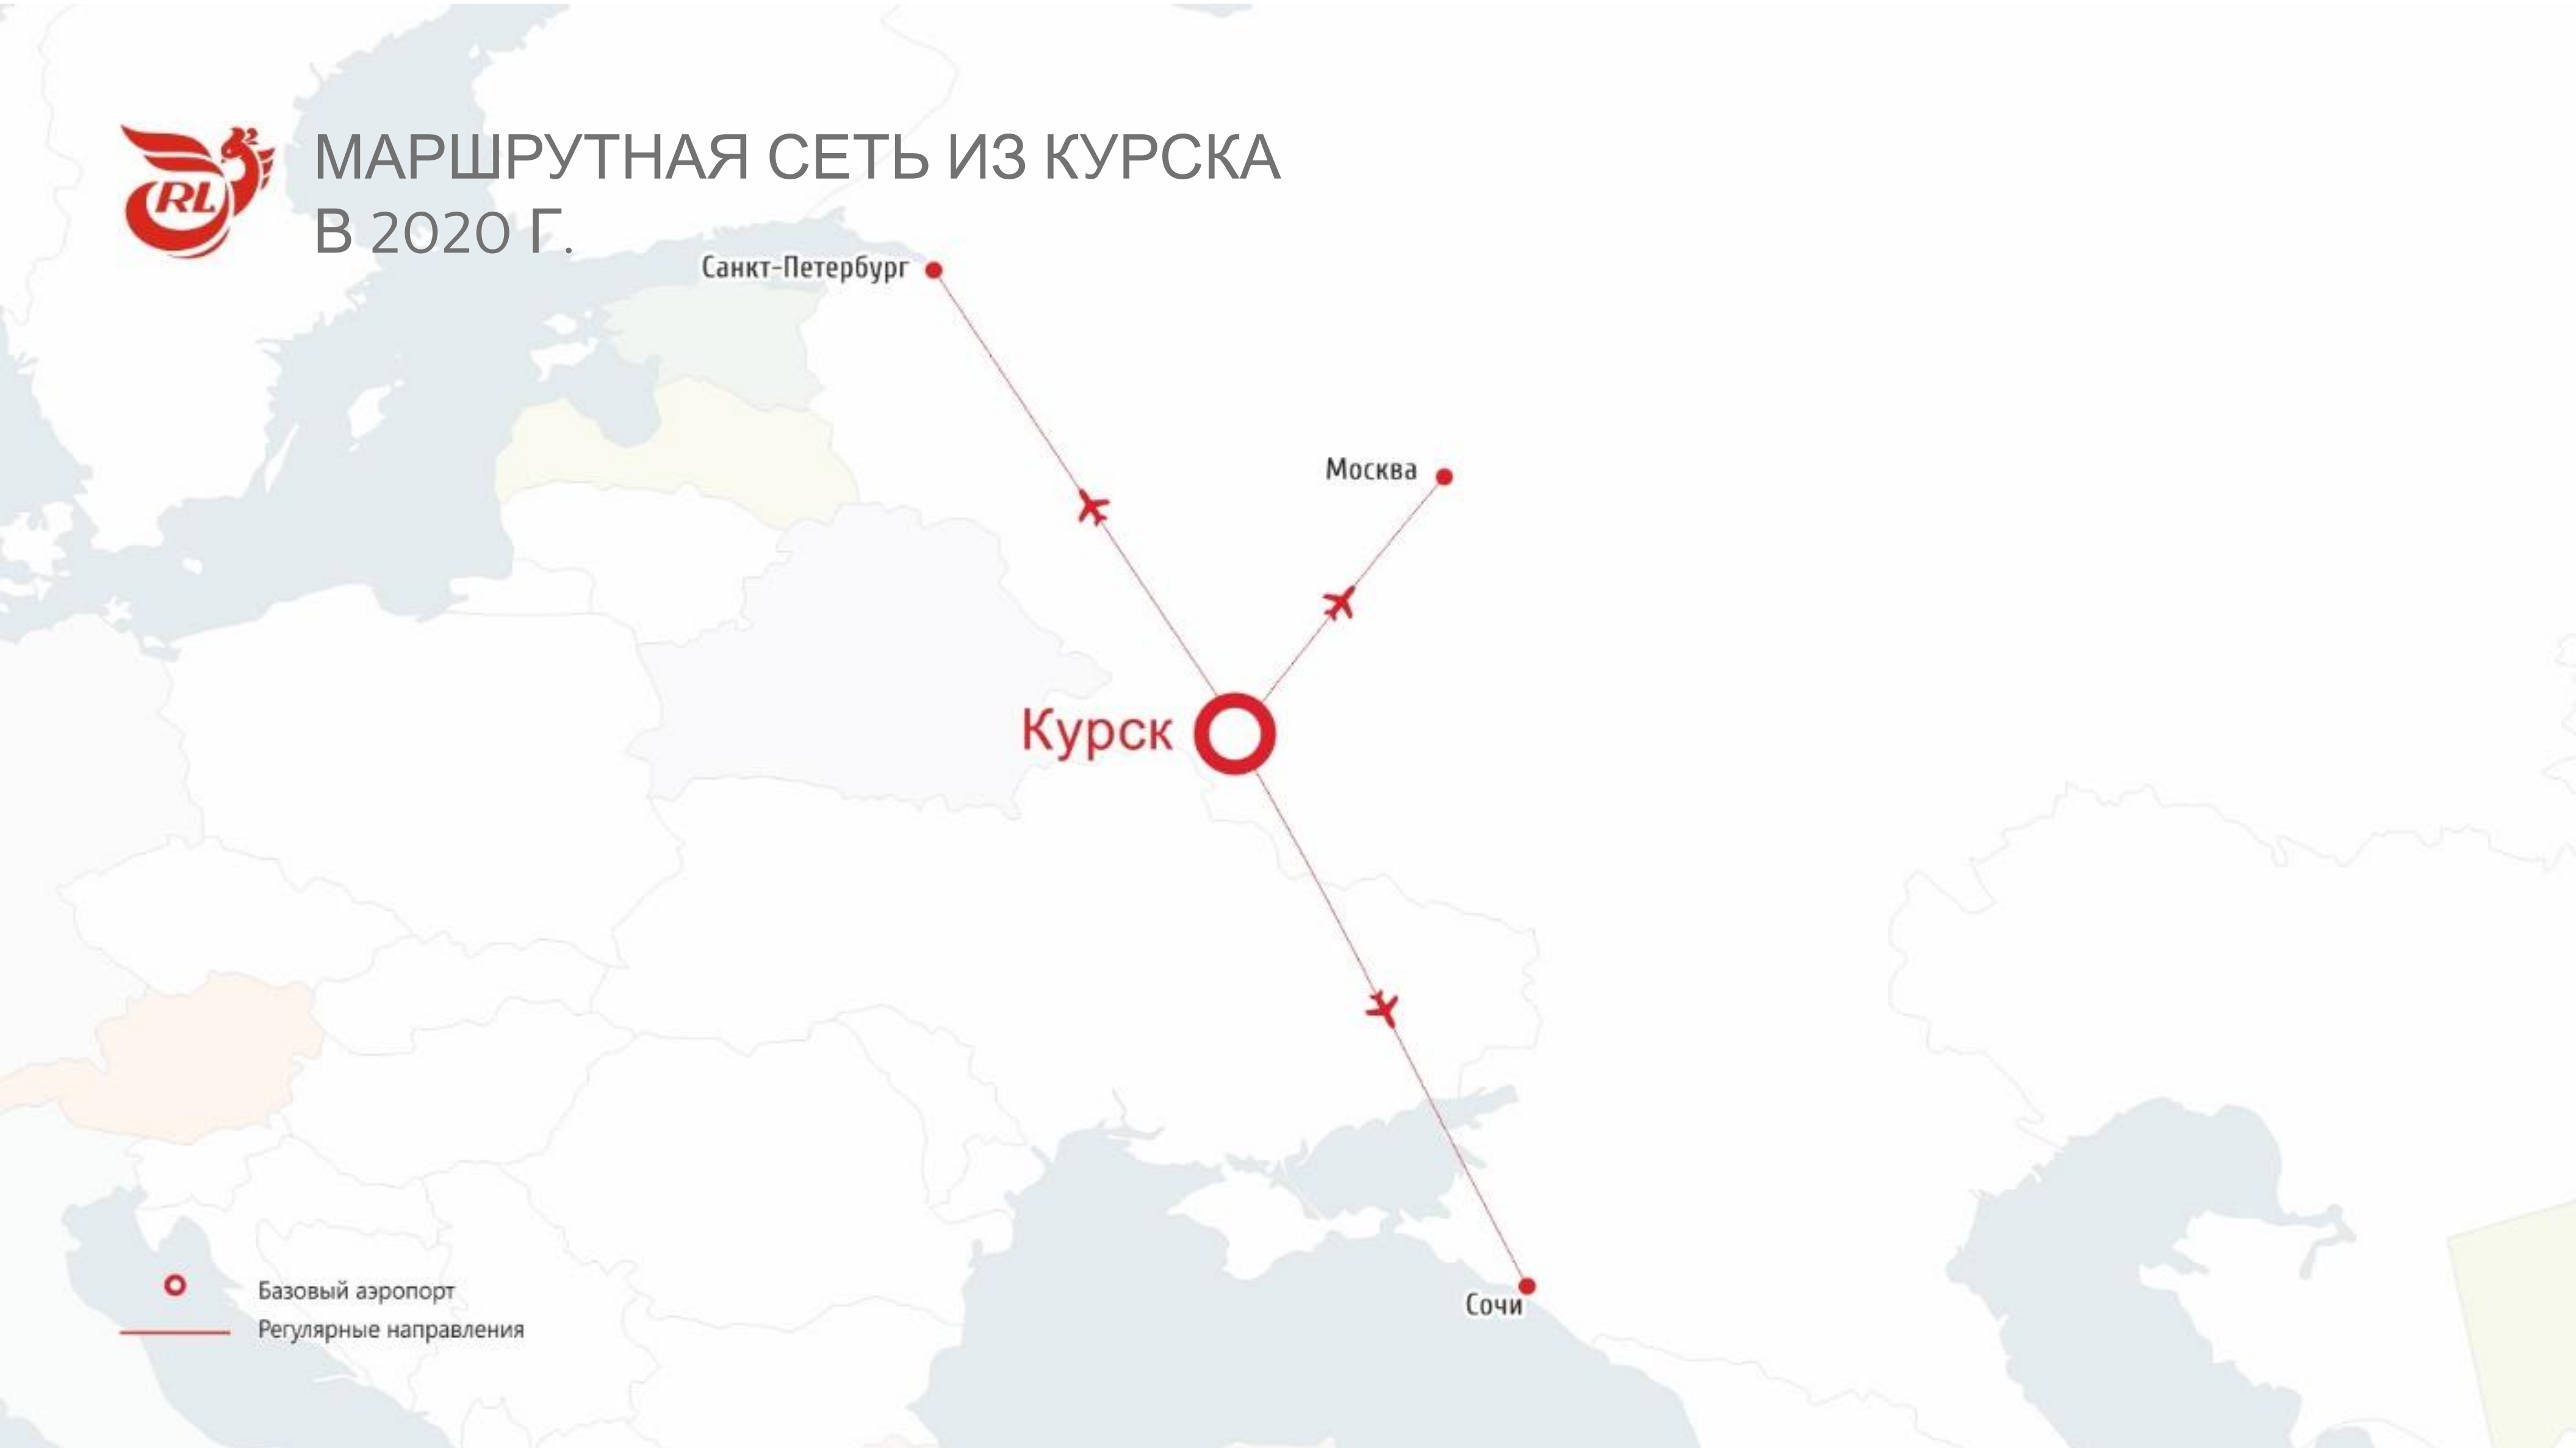 RL
МАРШРУТНАЯ СЕТЬ ИЗ КУРСКА
В 2020 Г.
Санкт-Петербург
Москва
Курск
Сочи
Базовый аэропорт
Регулярные направления